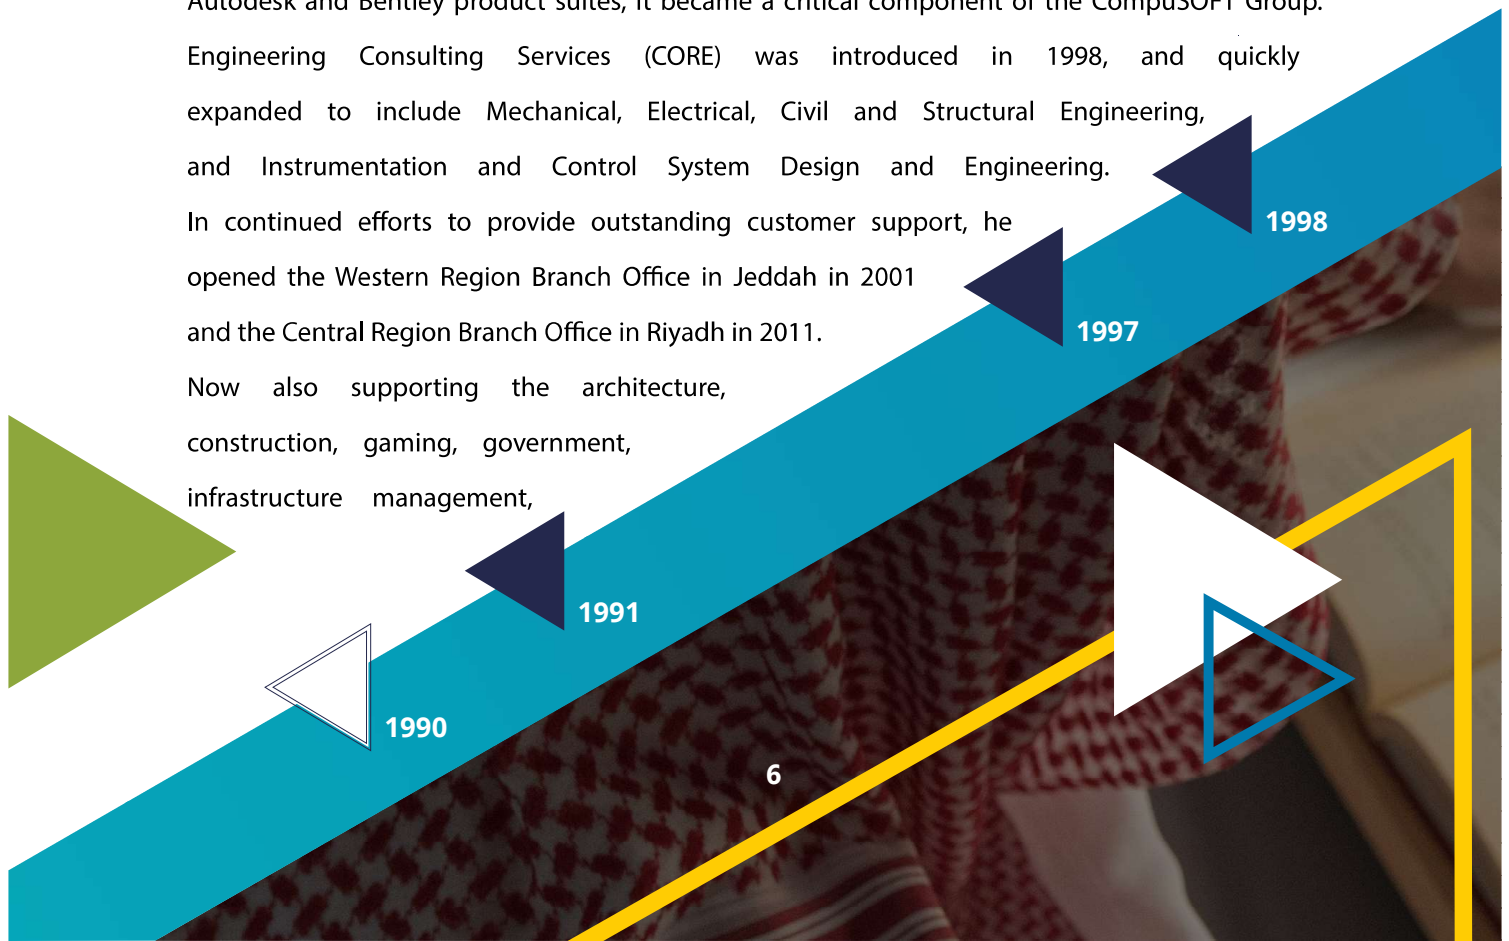 Autodesk and Bentley product suites, it became a critical component of the CompuSOFT Group.
Engineering Consulting Services (CORE) was introduced in 1998, and quickly
expanded to include Mechanical, Electrical, Civil and Structural Engineering,
and Instrumentation and Control System Design and Engineering.
In continued efforts to provide outstanding customer support, he
opened the Western Region Branch Office in Jeddah in 2001
and the Central Region Branch Office in Riyadh in 2011.
Now also supporting the architecture,
construction, gaming, government,
infrastructure management,
1998
1997
1991
1990
6